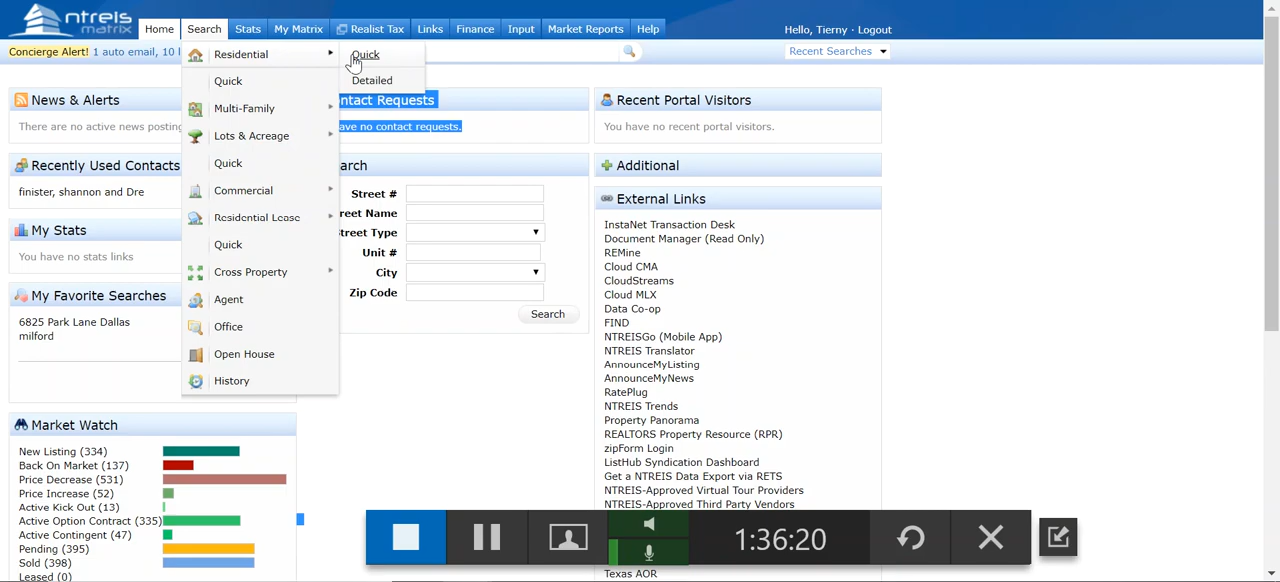 ntreis
matrix
Home Search Stats My Matrix Realist Tax Links Finance Input Market Reports Help
Hello, Tierny · Logout
Concierge Alert! 1 auto email, 10
Recent Searches
Residential
Quick
Multi-Family
Lots & Acreage
Quick
Commercial
Residential Lease
Quick
Cross Property
Agent
Office
Open House
History
Quick
Detailed
News & Alerts
There are no active news posting
Recently Used Contacts
finister, shannon and Dre
My Stats
You have no stats links
My Favorite Searches
6825 Park Lane Dallas
milford
Market Watch
New Listing (334)
Back On Market (137)
Price Decrease (531)
Price Increase (52)
Active Kick Out (13)
Active Option Contract (335)
Active Contingent (47)
Pending (395)
Sold (398)
Leased (0)
ntact Requests
ave no contact requests.
arch
Street #
reet Name
treet Type
Unit #
City
Zip Code
Search
Recent Portal Visitors
You have no recent portal visitors.
Additional
External Links
InstaNet Transaction Desk
Document Manager (Read Only)
REMine
Cloud CMA
CloudStreams
Cloud MLX
Data Co-op
FIND
NTREISGo (Mobile App)
NTREIS Translator
AnnounceMyListing
AnnounceMyNews
RatePlug
NTREIS Trends
Property Panorama
REALTORS Property Resource (RPR)
zipForm Login
ListHub Syndication Dashboard
Get a NTREIS Data Export via RETS
NTREIS-Approved Virtual Tour Providers
NTREIS-Approved Third Party Vendors
Texas AOR
1:36:20